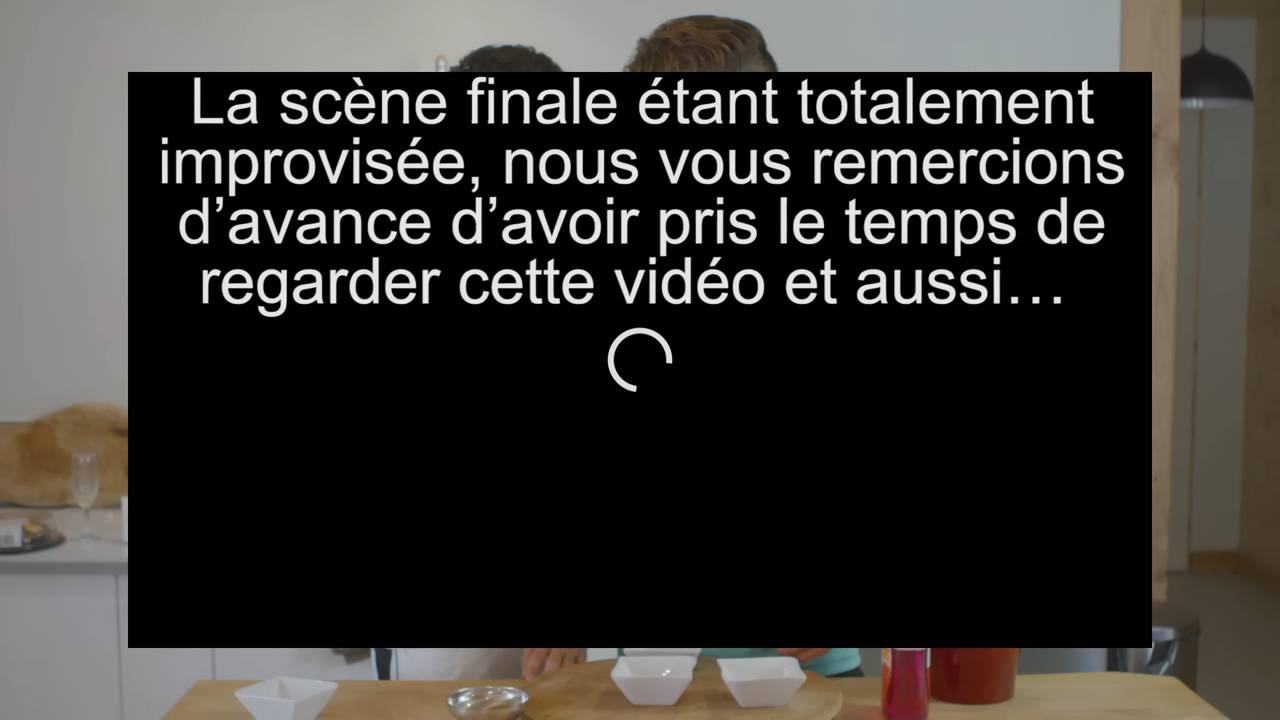 La scène finale étant totalement
improvisée, nous vous remercions
d’avance d’avoir pris le temps de
regarder cette vidéo et aussi…